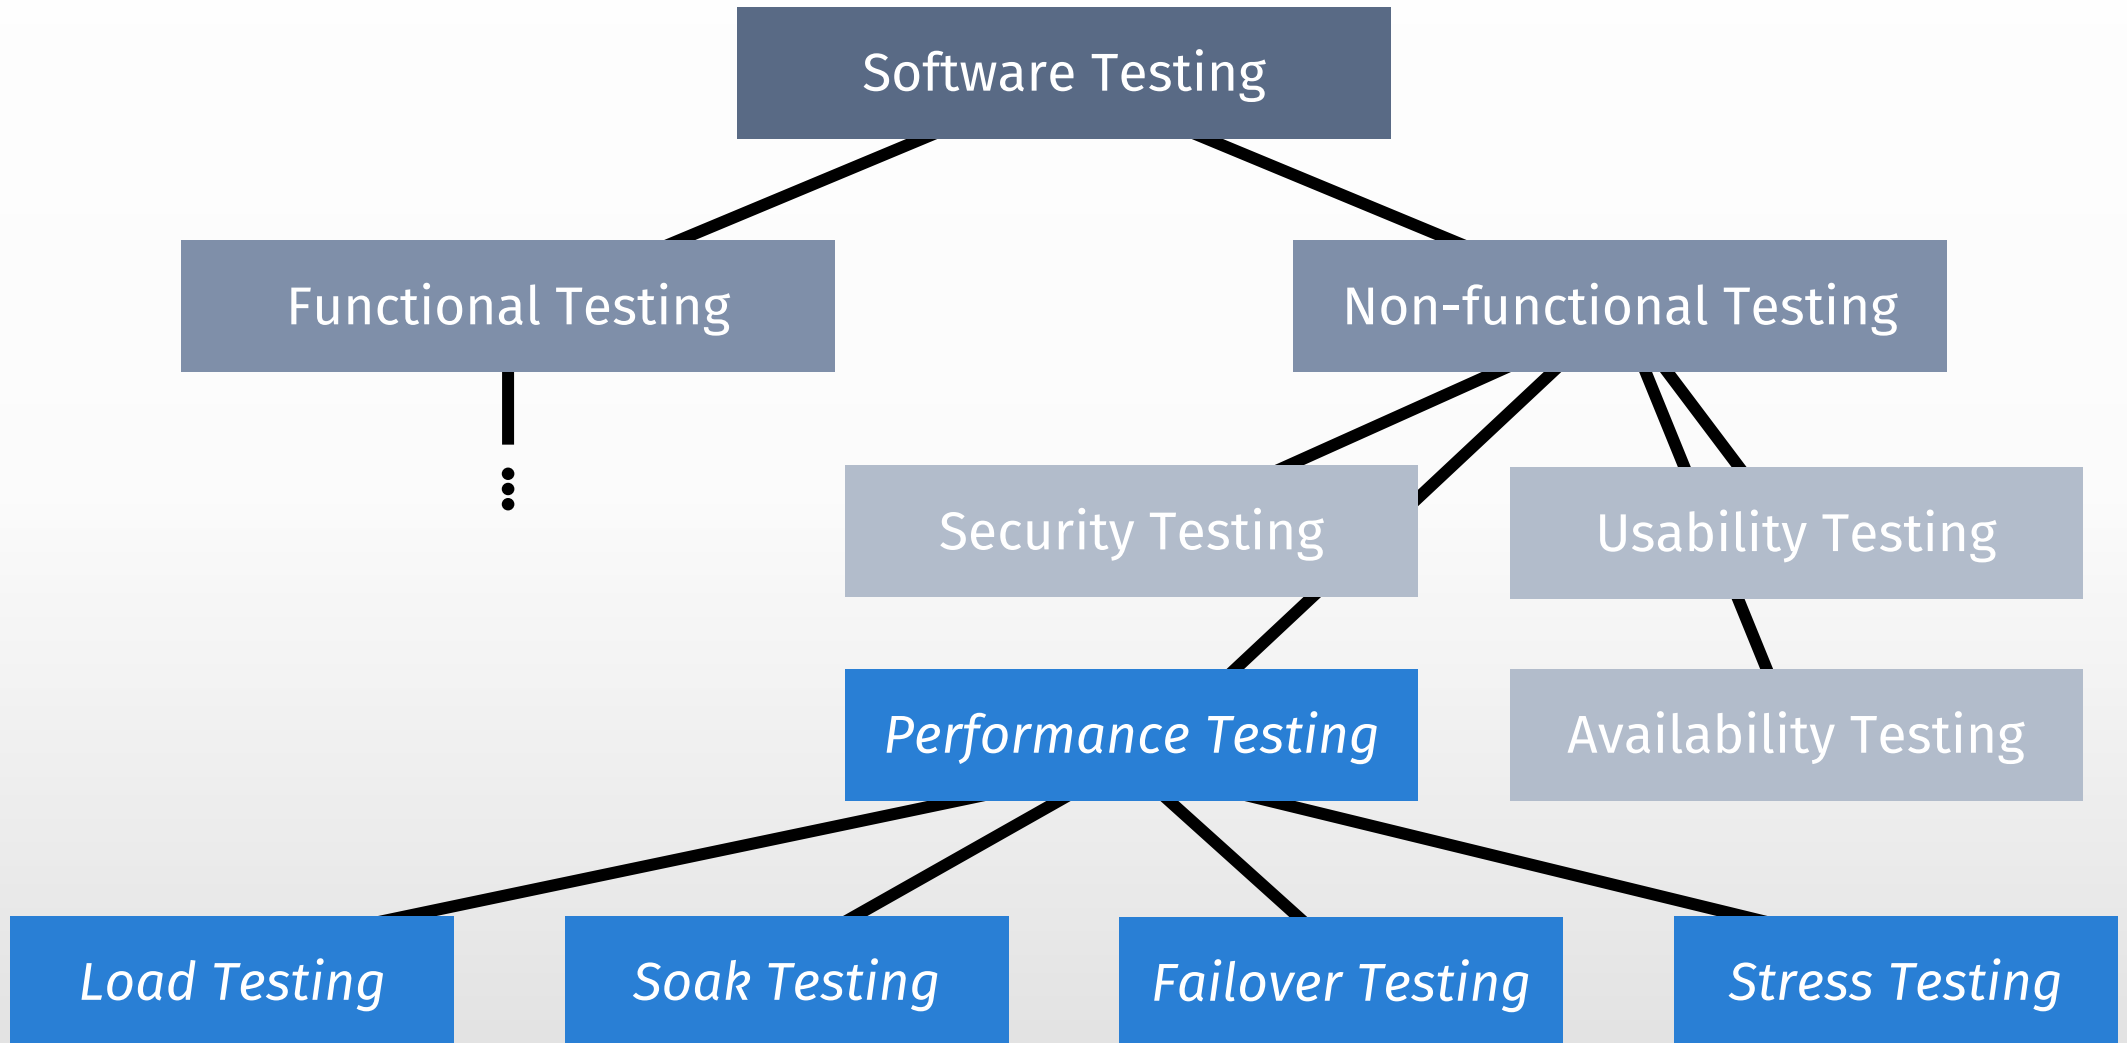 Software Testing
Functional Testing
Non-functional Testing
Security Testing
Usability Testing
Performance Testing
Availability Testing
Load Testing
Soak Testing
Failover Testing
Stress Testing